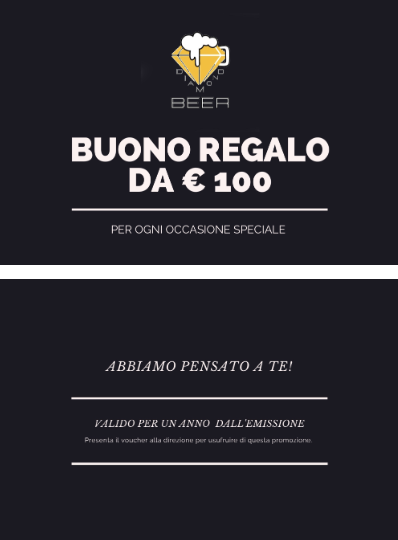 DIAMOND
BEER
BUONO REGALO
DA € 100
PER OGNI OCCASIONE SPECIALE
ABBIAMO PENSATO A TE!
VALIDO PER UN ANNO DALL'EMISSIONE
Presenta il voucher alla direzione per usufruire di questa promozione.